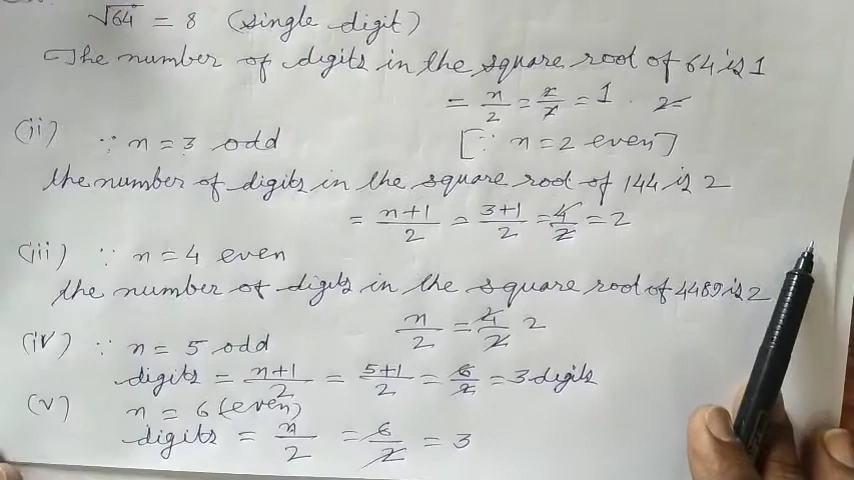 √64 = 8 (single digit)
The number of digits in the square root of 64 is 1
= n/2 = 2/2 = 1
(ii) ∵ n = 3 odd [∵ n = 2 even]
the number of digits in the square root of 144 is 2
= n+1/2 = 3+1/2 = 4/2 = 2
(iii) ∵ n = 4 even
the number of digits in the square root of 4489 is 2
n/2 = 4/2 2
(iv) ∵ n = 5 odd
digits = n+1/2 = 5+1/2 = 6/2 = 3 digits
(v) n = 6 (even)
digits = n/2 = 6/2 = 3